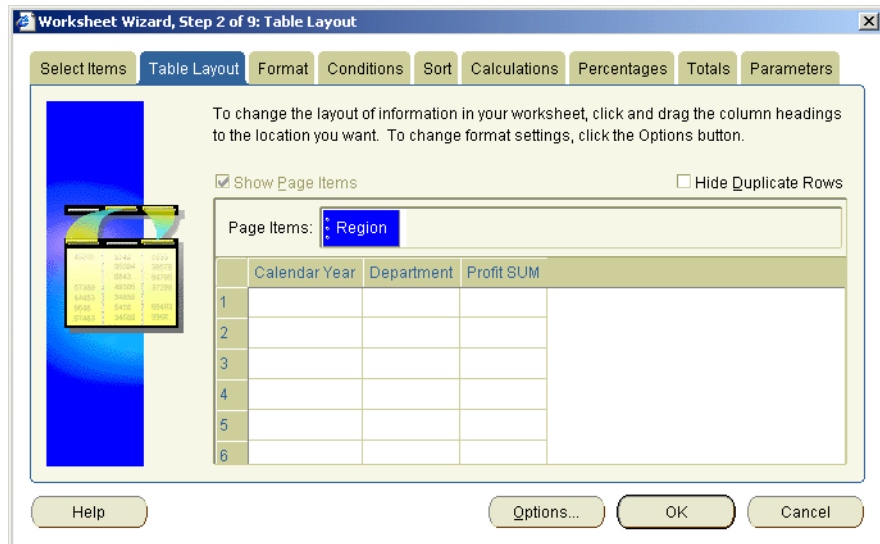 Worksheet Wizard, Step 2 of 9: Table Layout
Select Items Table Layout Format Conditions Sort Calculations Percentages Totals Parameters
To change the layout of information in your worksheet, click and drag the column headings
to the location you want. To change format settings, click the Options button.
Show Page Items Hide Duplicate Rows
Page Items: Region
Calendar Year Department Profit SUM
1
2
3
4
5
6
Help Options... OK Cancel